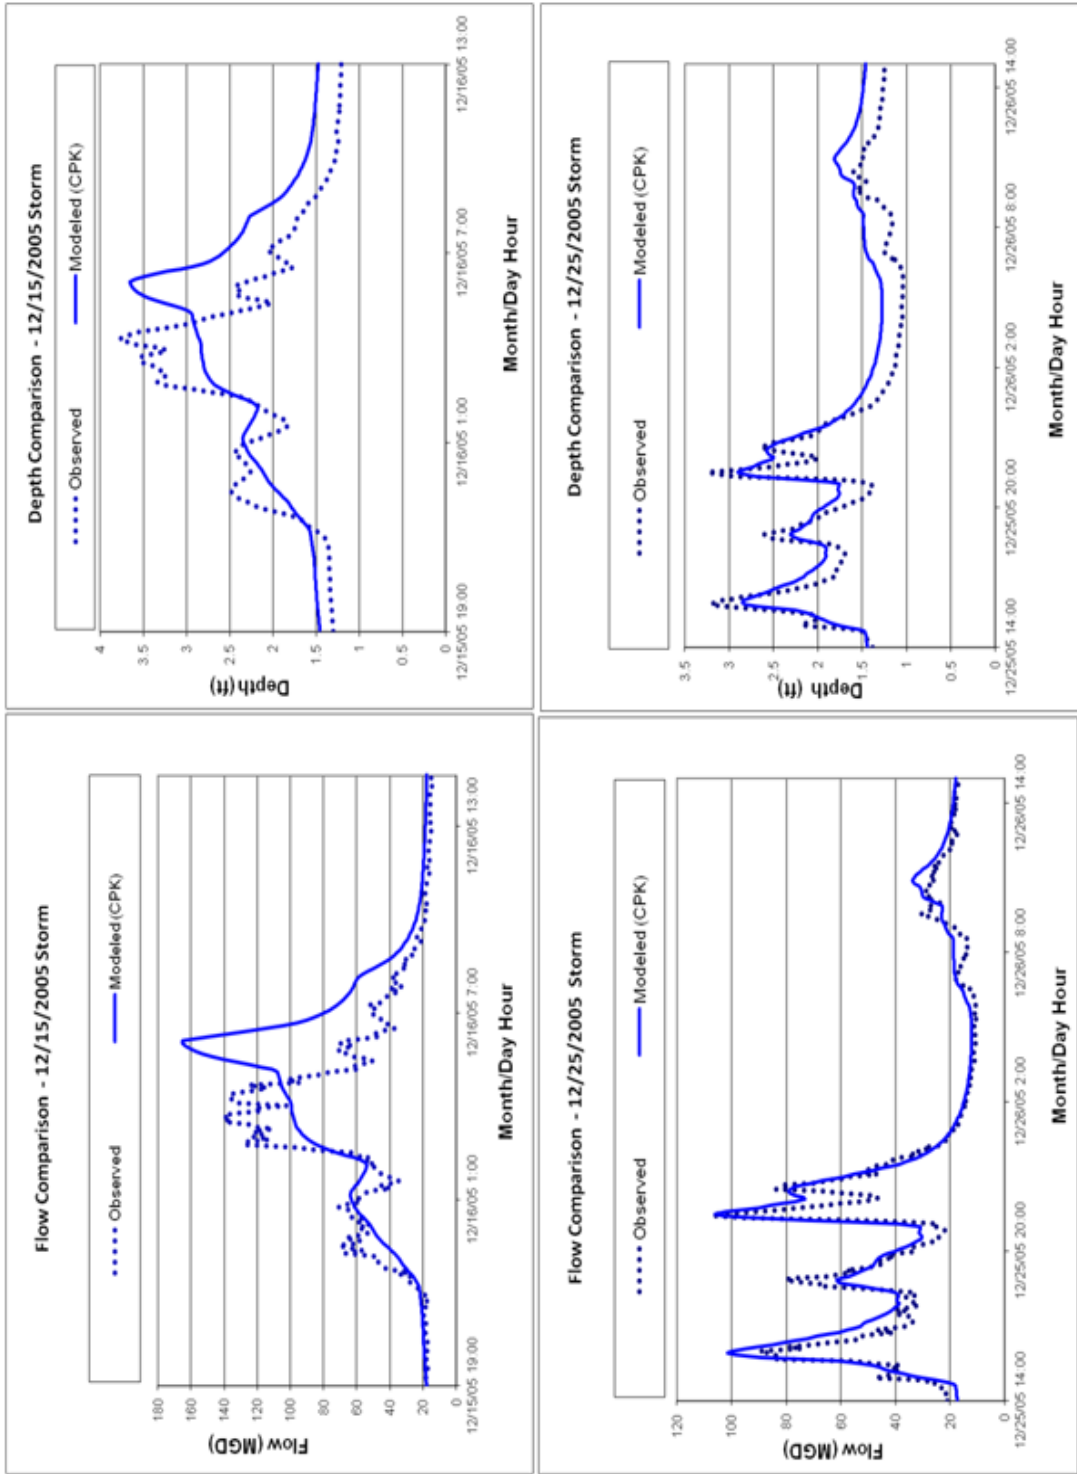 Flow Comparison - 12/15/2005 Storm
Observed
Modeled (CPK)
180
160
140
120
100
80
60
40
20
0
Flow (MGD)
12/15/05 19:00
12/16/05 1:00
12/16/05 7:00
12/16/05 13:00
Month/Day Hour
Depth Comparison - 12/15/2005 Storm
Observed
Modeled (CPK)
4
3.5
3
2.5
2
1.5
1
0.5
0
Depth (ft)
12/15/05 19:00
12/16/05 1:00
12/16/05 7:00
12/16/05 13:00
Month/Day Hour
Flow Comparison - 12/25/2005 Storm
Observed
Modeled (CPK)
120
100
80
60
40
20
0
Flow (MGD)
12/25/05 14:00
12/25/05 20:00
12/26/05 2:00
12/26/05 8:00
12/26/05 14:00
Month/Day Hour
Depth Comparison - 12/25/2005 Storm
Observed
Modeled (CPK)
3.5
3
2.5
2
1.5
1
0.5
0
Depth (ft)
12/25/05 14:00
12/25/05 20:00
12/26/05 2:00
12/26/05 8:00
12/26/05 14:00
Month/Day Hour